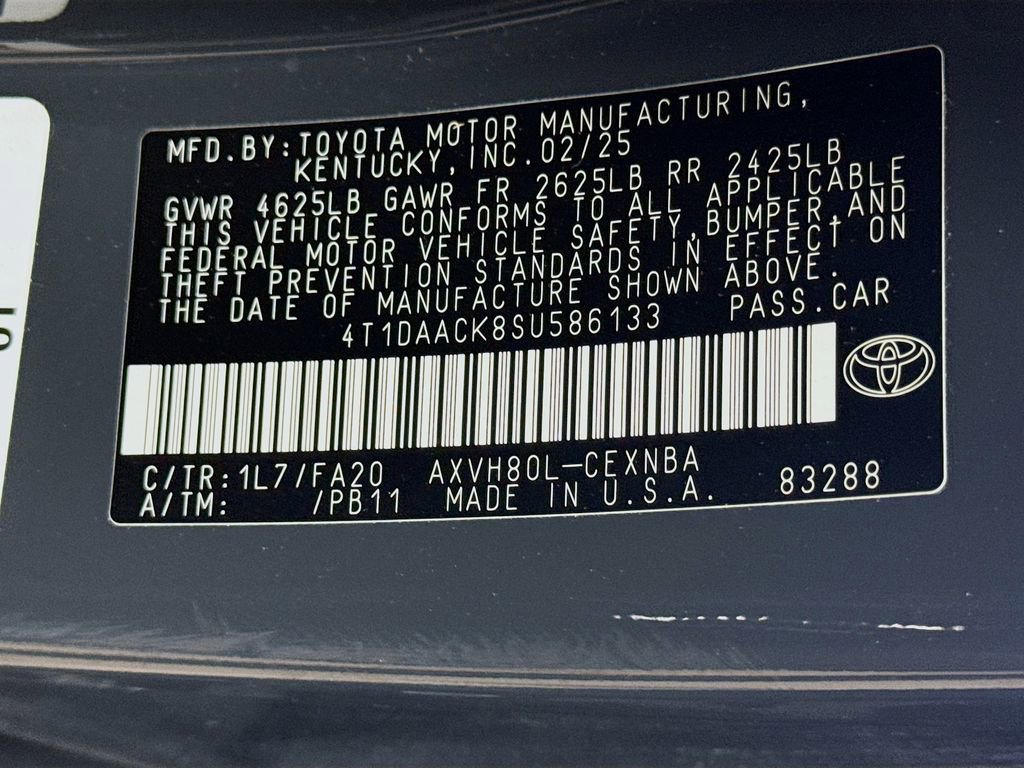 MFD.BY: TOYOTA MOTOR MANUFACTURING,
KENTUCKY, INC. 02/25
GVWR 4625LB GAWR FR 2625LB RR 2425LB
THIS VEHICLE CONFORMS TO ALL APPLICABLE
FEDERAL MOTOR VEHICLE SAFETY, BUMPER, AND
THEFT PREVENTION STANDARDS IN EFFECT ON
THE DATE OF MANUFACTURE SHOWN ABOVE.
4T1DAACK8SU586133 PASS.CAR
C/TR: 1L7/FA20 AXVH80L-CEXNBA
A/TM: /PB11 MADE IN U.S.A. 83288